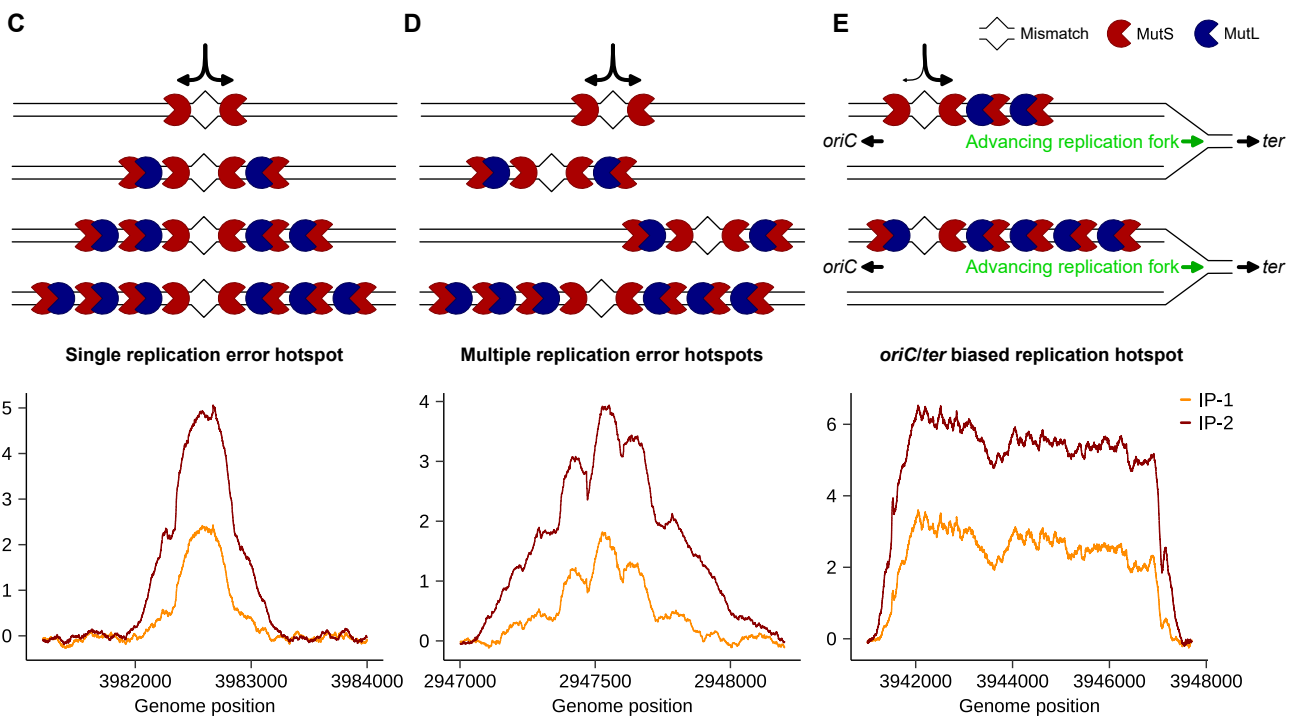 C
D
E
Mismatch
MutS
MutL
oriC
Advancing replication fork
ter
oriC
Advancing replication fork
ter
Single replication error hotspot
Multiple replication error hotspots
oriC/ter biased replication hotspot
5
4
3
2
1
0
3982000
3983000
3984000
Genome position
4
3
2
1
0
2947000
2947500
2948000
Genome position
IP-1
IP-2
6
4
2
0
3942000
3944000
3946000
3948000
Genome position